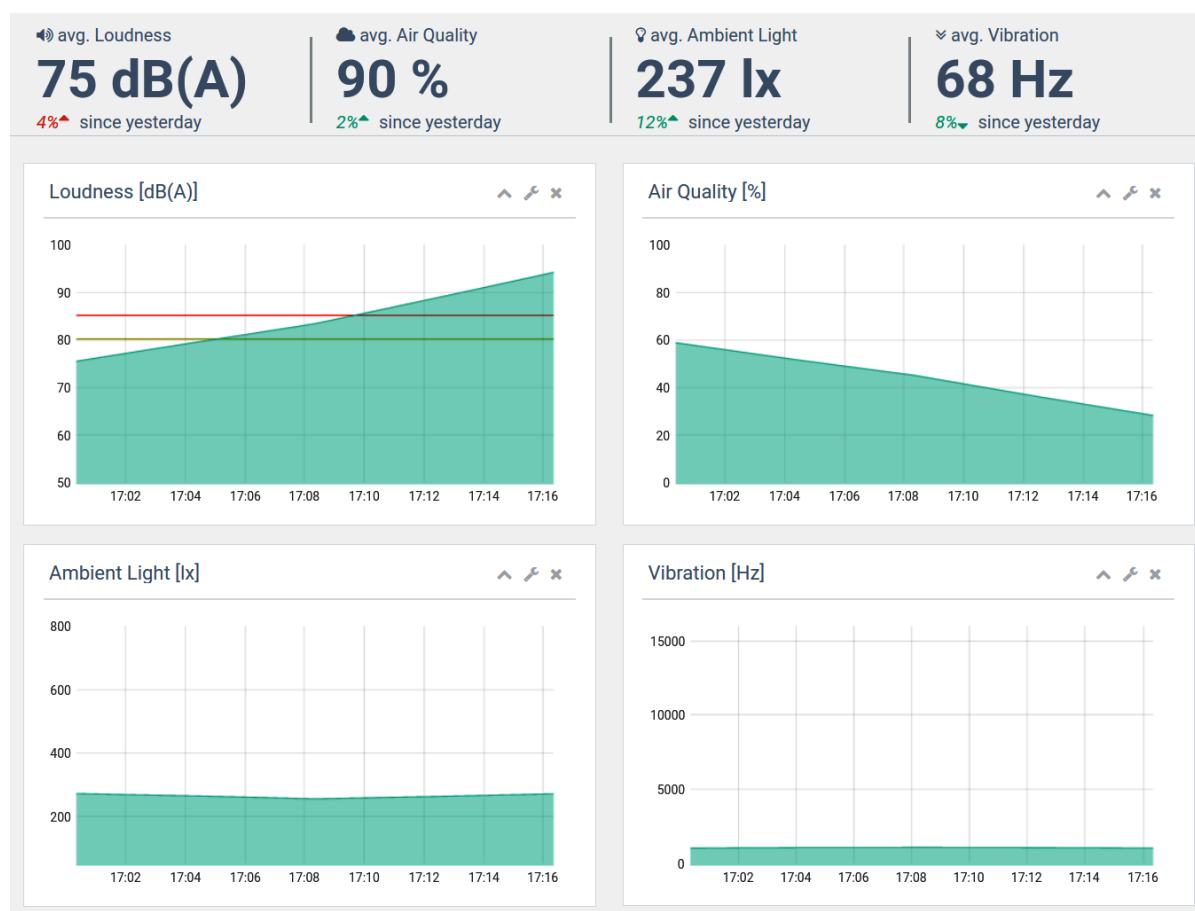 avg. Loudness
75 dB(A)
4% since yesterday
avg. Air Quality
90 %
2% since yesterday
avg. Ambient Light
237 lx
12% since yesterday
avg. Vibration
68 Hz
8% since yesterday
Loudness [dB(A)]
100
90
80
70
60
50
17:02 17:04 17:06 17:08 17:10 17:12 17:14 17:16
Air Quality [%]
100
80
60
40
20
0
17:02 17:04 17:06 17:08 17:10 17:12 17:14 17:16
Ambient Light [lx]
800
600
400
200
17:02 17:04 17:06 17:08 17:10 17:12 17:14 17:16
Vibration [Hz]
15000
10000
5000
0
17:02 17:04 17:06 17:08 17:10 17:12 17:14 17:16